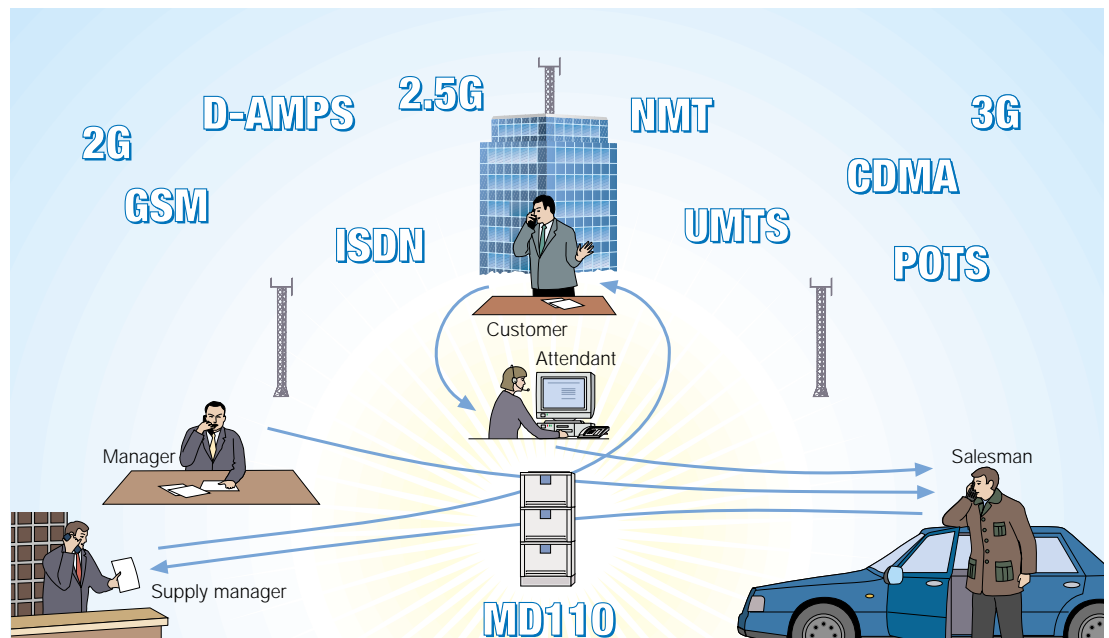 2.5G
D-AMPS
NMT
3G
2G
CDMA
GSM
UMTS
ISDN
POTS
Customer
Attendant
Manager
Salesman
Supply manager
MD110